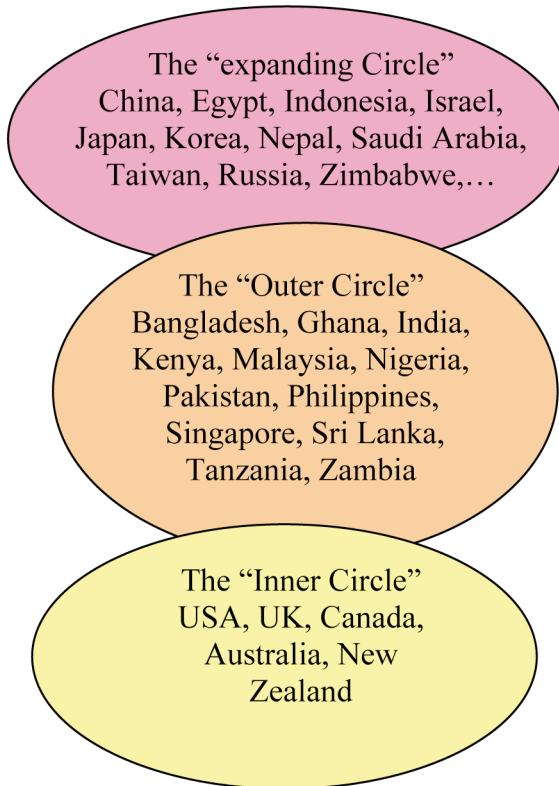 The “expanding Circle”
China, Egypt, Indonesia, Israel,
Japan, Korea, Nepal, Saudi Arabia,
Taiwan, Russia, Zimbabwe,…
The “Outer Circle”
Bangladesh, Ghana, India,
Kenya, Malaysia, Nigeria,
Pakistan, Philippines,
Singapore, Sri Lanka,
Tanzania, Zambia
The “Inner Circle”
USA, UK, Canada,
Australia, New
Zealand